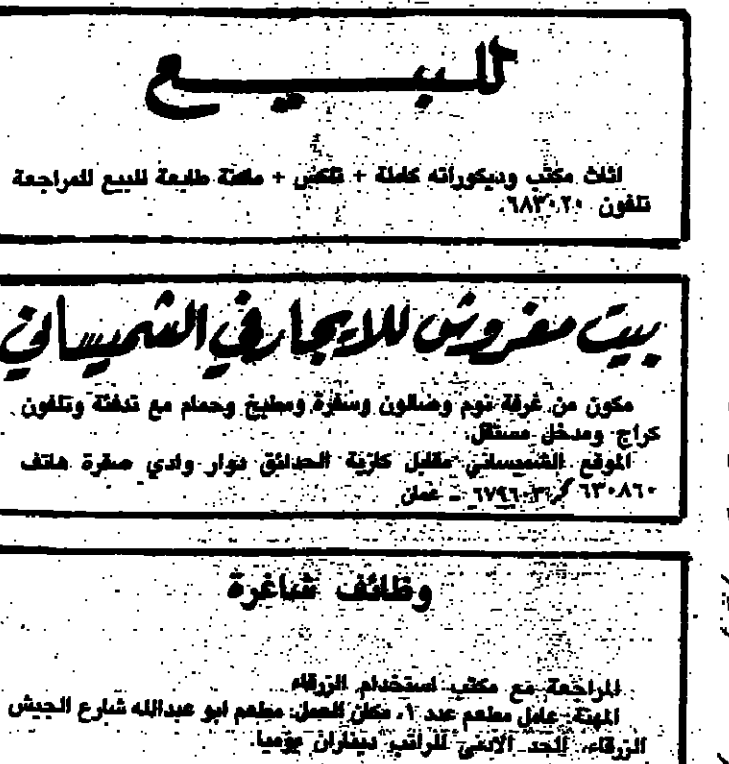 للبيع
اثاث مكتب وديكوراته كاملة + تلكس + ماكنة طابعة للبيع للمراجعة
تلفون ٦٨٣٠٢٠.
بيت مفروش للايجار في الشميساني
مكون من غرفة نوم وصالون وسفرة ومطبخ وحمام مع تدفئة وتلفون
كراج ومدخل مستقل.
الموقع الشميساني مقابل كازية الحدائق دوار وادي صقرة هاتف
٦٣٠٨٦٠ و ٦٧٩٦٠٣ - عمان
وظائف شاغرة
المراجعة مع مكتب استخدام الزرقاء
المهنة: عامل مطعم عدد ١، مكان العمل: مطعم ابو عبدالله شارع الجيش
الزرقاء، الحد الادنى للراتب ديناران يوميا.